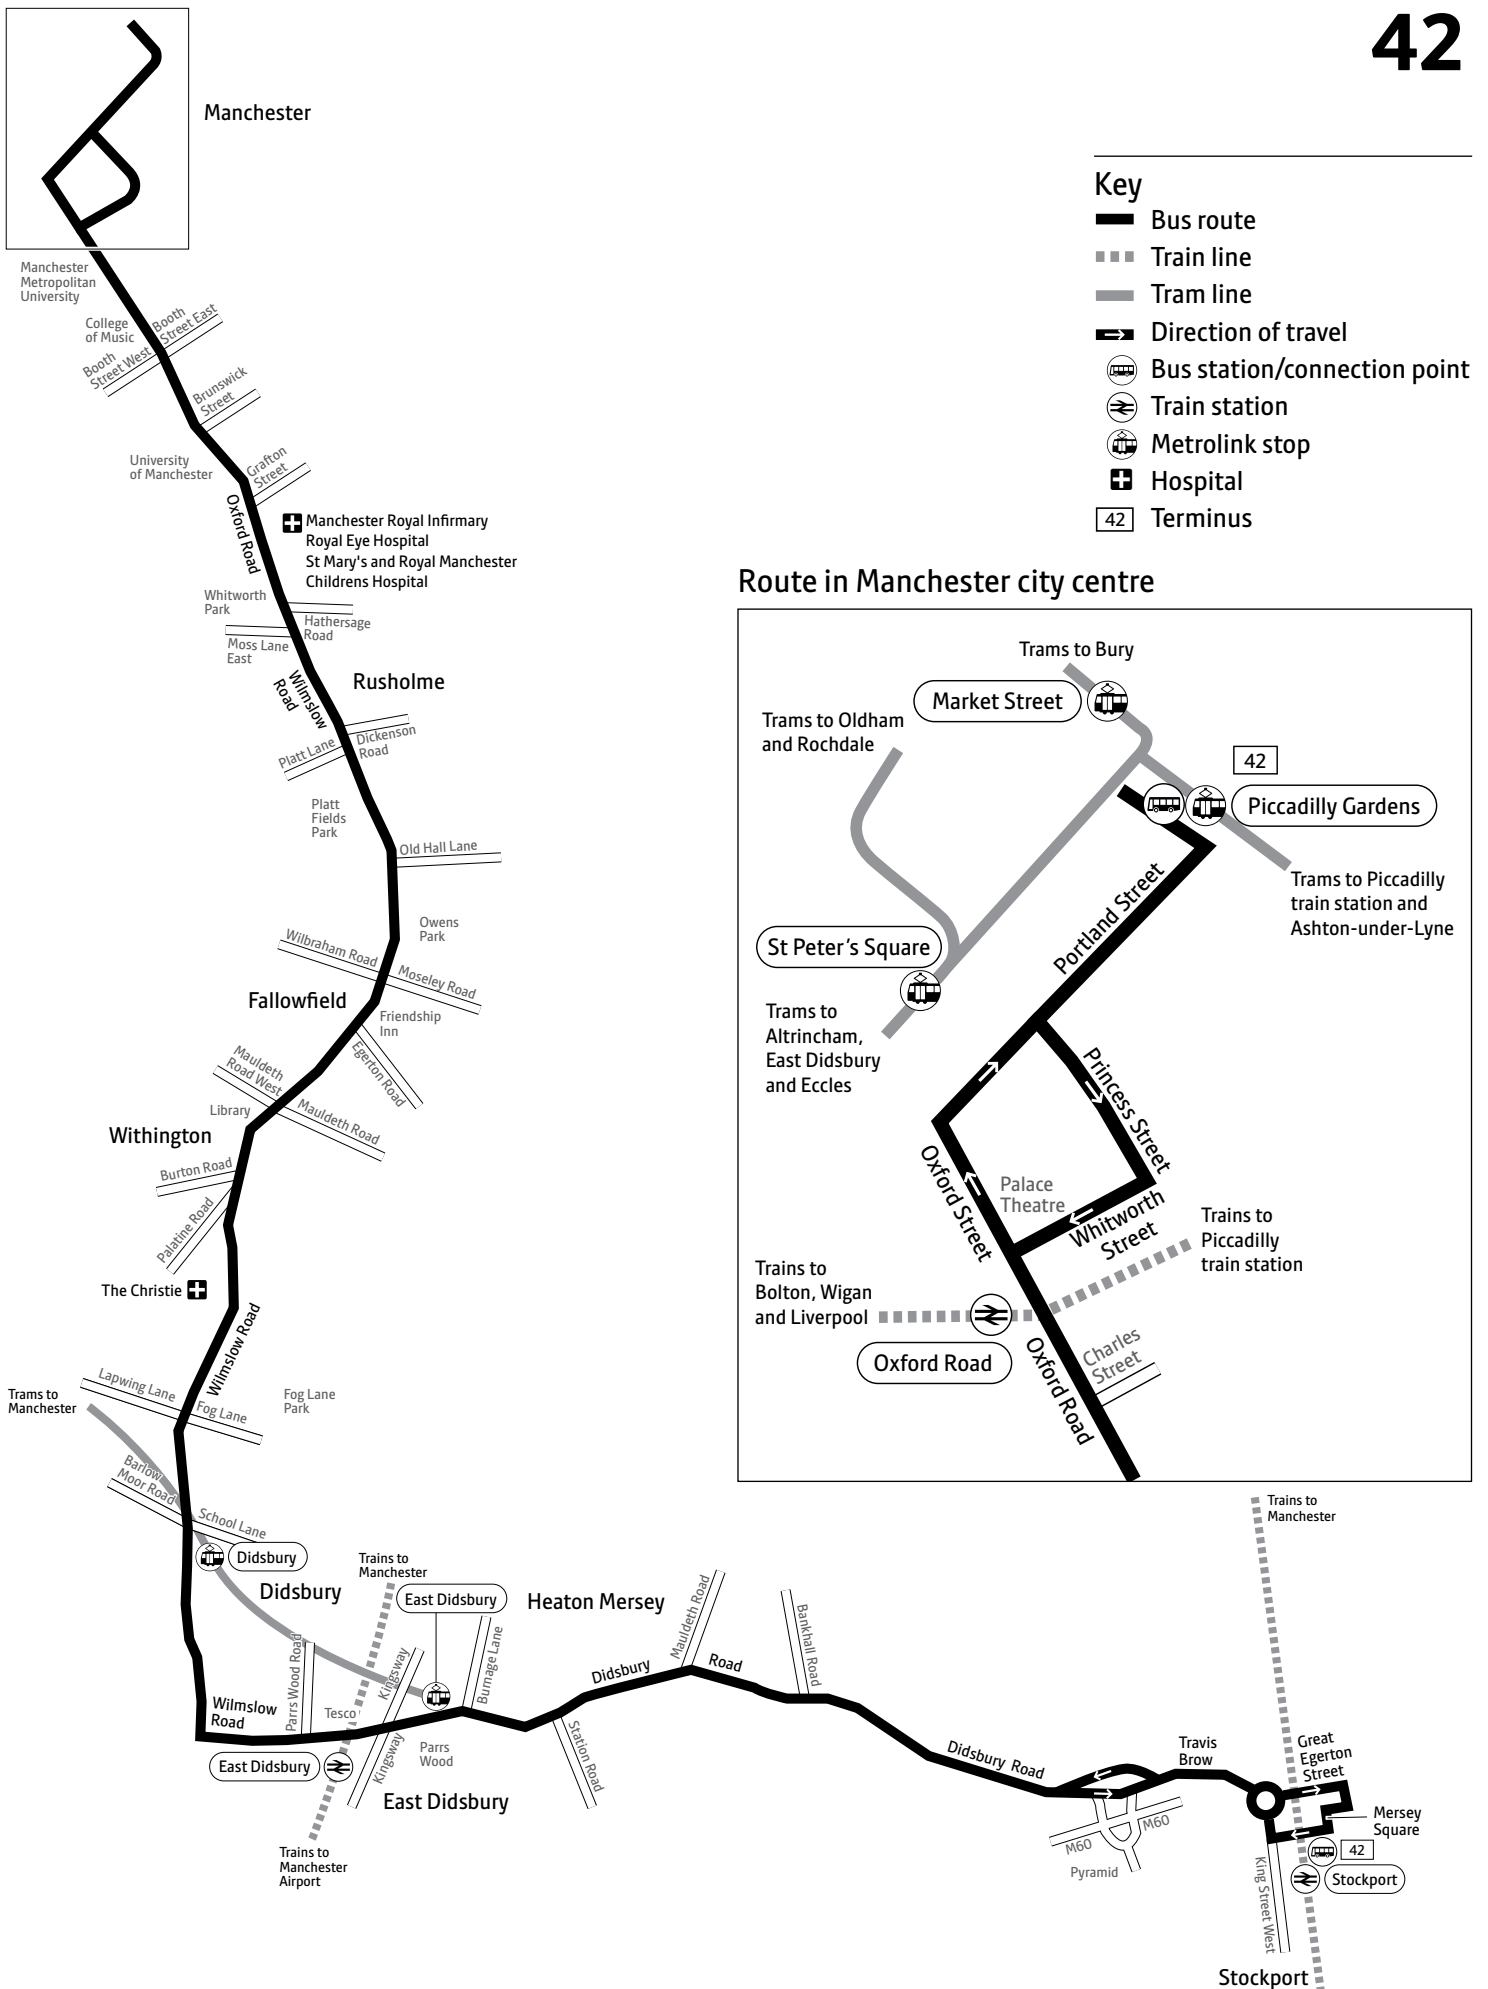 42
Manchester
Key
Bus route
Train line
Tram line
Direction of travel
Bus station/connection point
Train station
Metrolink stop
Hospital
42 Terminus
Manchester
Metropolitan
University
College
of Music
Booth
Street East
Booth
Street West
Brunswick
Street
University
of Manchester
Grafton
Street
Oxford Road
Manchester Royal Infirmary
Royal Eye Hospital
St Mary's and Royal Manchester
Childrens Hospital
Whitworth
Park
Hathersage
Road
Moss Lane
East
Wilmslow
Road
Rusholme
Dickenson
Road
Platt Lane
Platt
Fields
Park
Old Hall Lane
Owens
Park
Wilbraham Road
Moseley Road
Fallowfield
Friendship
Inn
Egerton Road
Mauldeth
Road West
Mauldeth Road
Library
Withington
Burton Road
Palatine Road
The Christie
Wilmslow Road
Lapwing Lane
Fog Lane
Fog Lane
Park
Trams to
Manchester
Barlow
Moor Road
School Lane
Didsbury
Didsbury
Trains to
Manchester
East Didsbury
Heaton Mersey
Parrs Wood Road
Kingsway
Burnage Lane
Wilmslow
Road
Tesco
East Didsbury
Kingsway
Parrs
Wood
East Didsbury
Trains to
Manchester
Airport
Didsbury
Road
Mauldeth Road
Station Road
Bankhall Road
Didsbury Road
Travis
Brow
M60
M60
Pyramid
Trains to
Manchester
Great
Egerton
Street
Mersey
Square
42
Stockport
King Street West
Stockport
Route in Manchester city centre
Trams to Bury
Market Street
Trams to Oldham
and Rochdale
42
Piccadilly Gardens
Trams to Piccadilly
train station and
Ashton-under-Lyne
Portland Street
St Peter's Square
Trams to
Altrincham,
East Didsbury
and Eccles
Princess Street
Oxford Street
Palace
Theatre
Whitworth
Street
Trains to
Piccadilly
train station
Trains to
Bolton, Wigan
and Liverpool
Oxford Road
Oxford Road
Charles
Street